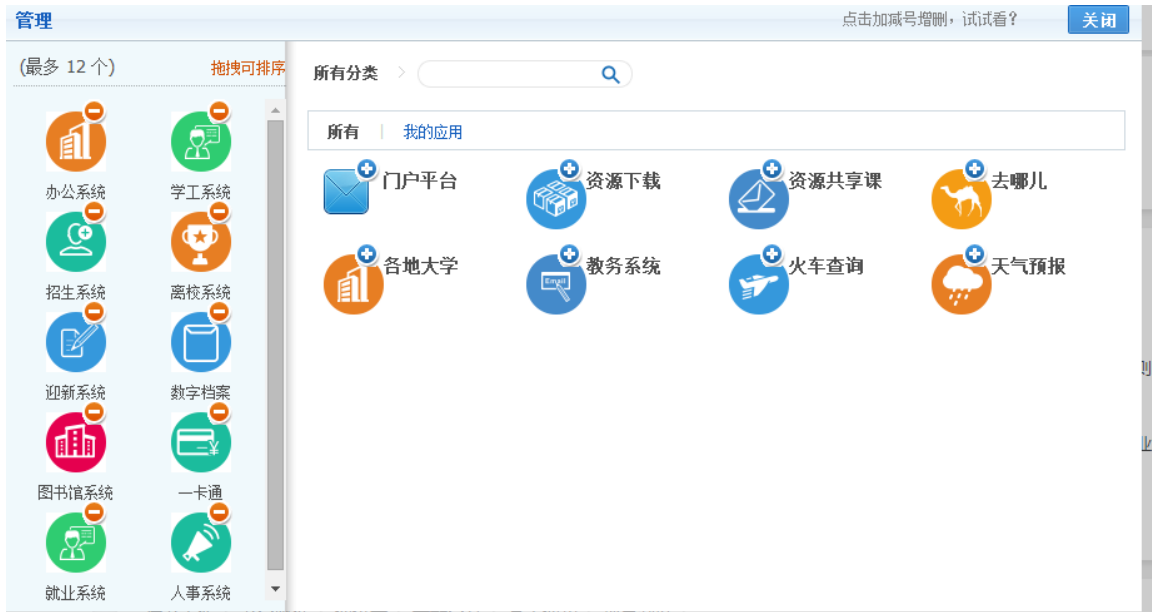 管理
点击加减号增删，试试看？
关闭
(最多 12 个)
拖拽可排序
办公系统
学工系统
招生系统
离校系统
迎新系统
数字档案
图书馆系统
一卡通
就业系统
人事系统
所有分类
所有
我的应用
门户平台
资源下载
资源共享课
去哪儿
各地大学
Email
教务系统
火车查询
天气预报